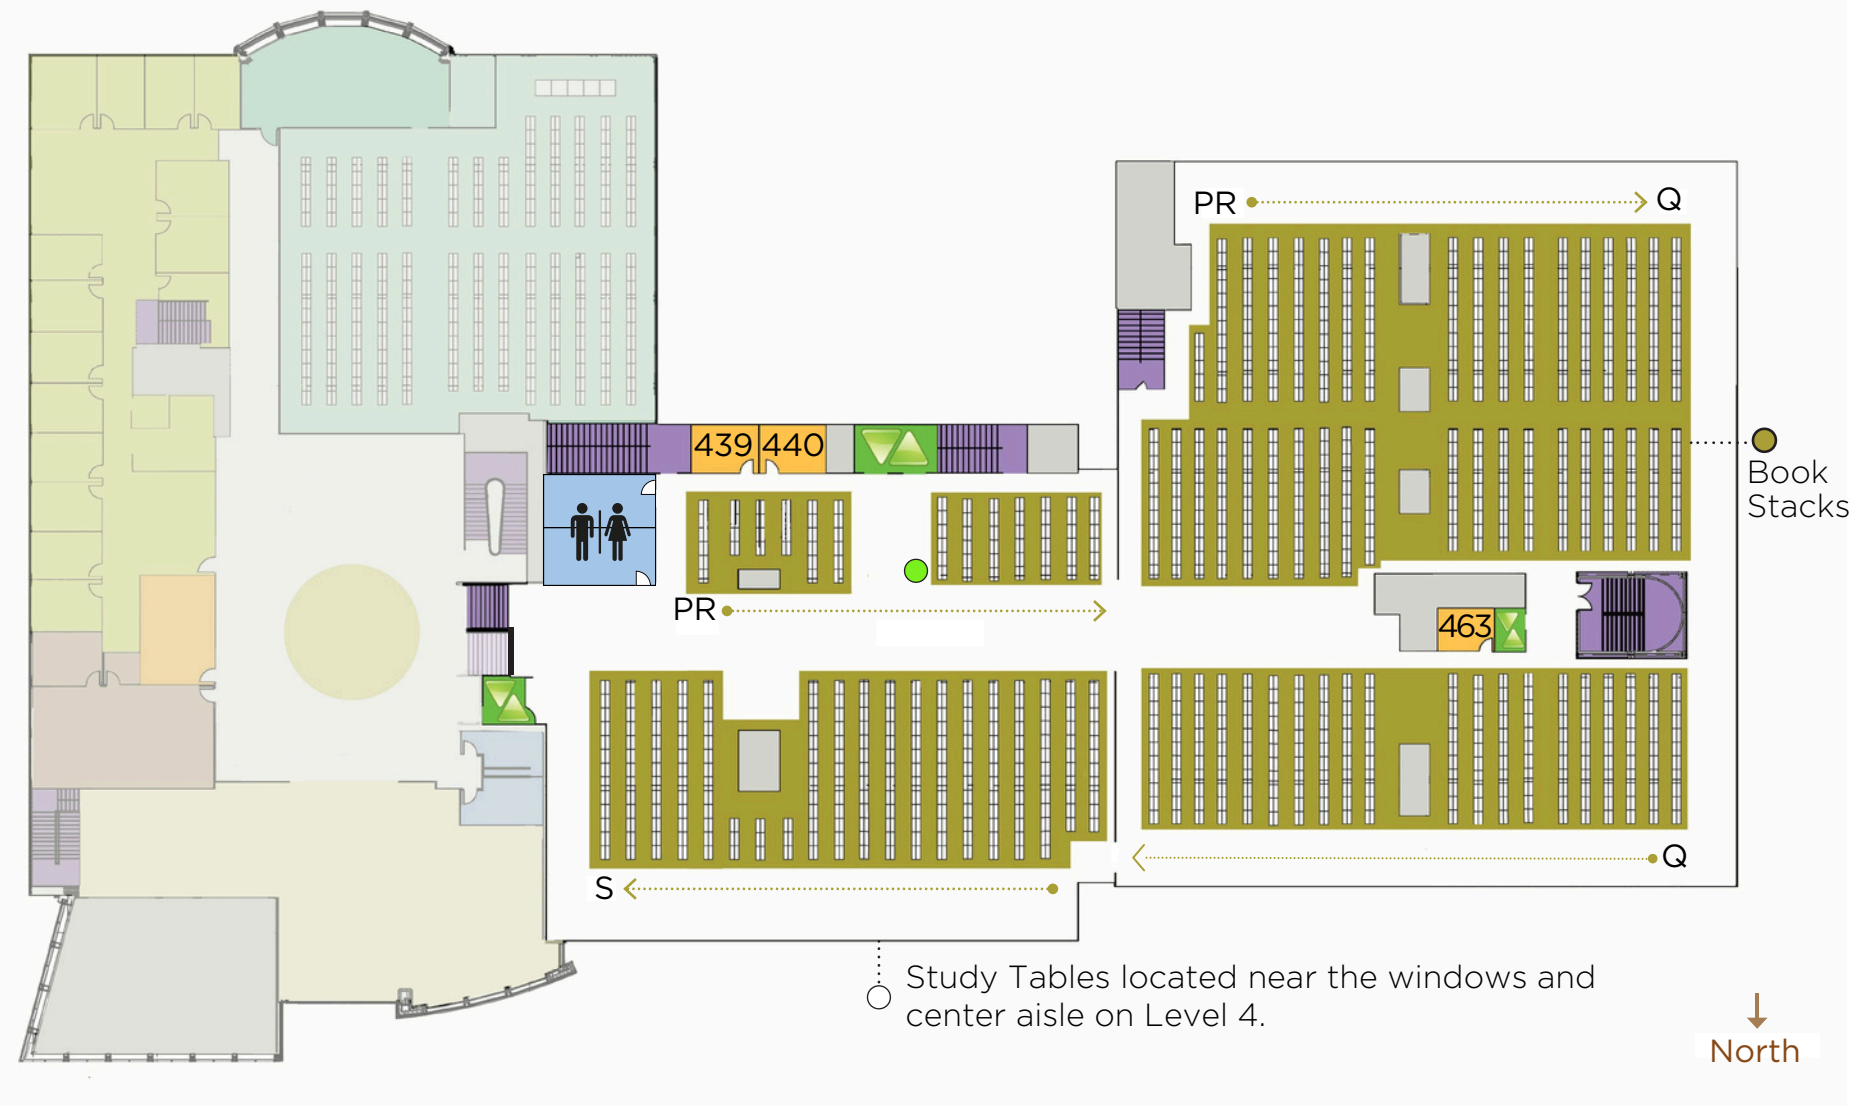 PR
Q
439
440
Book
Stacks
PR
463
Q
S
Study Tables located near the windows and
center aisle on Level 4.
North